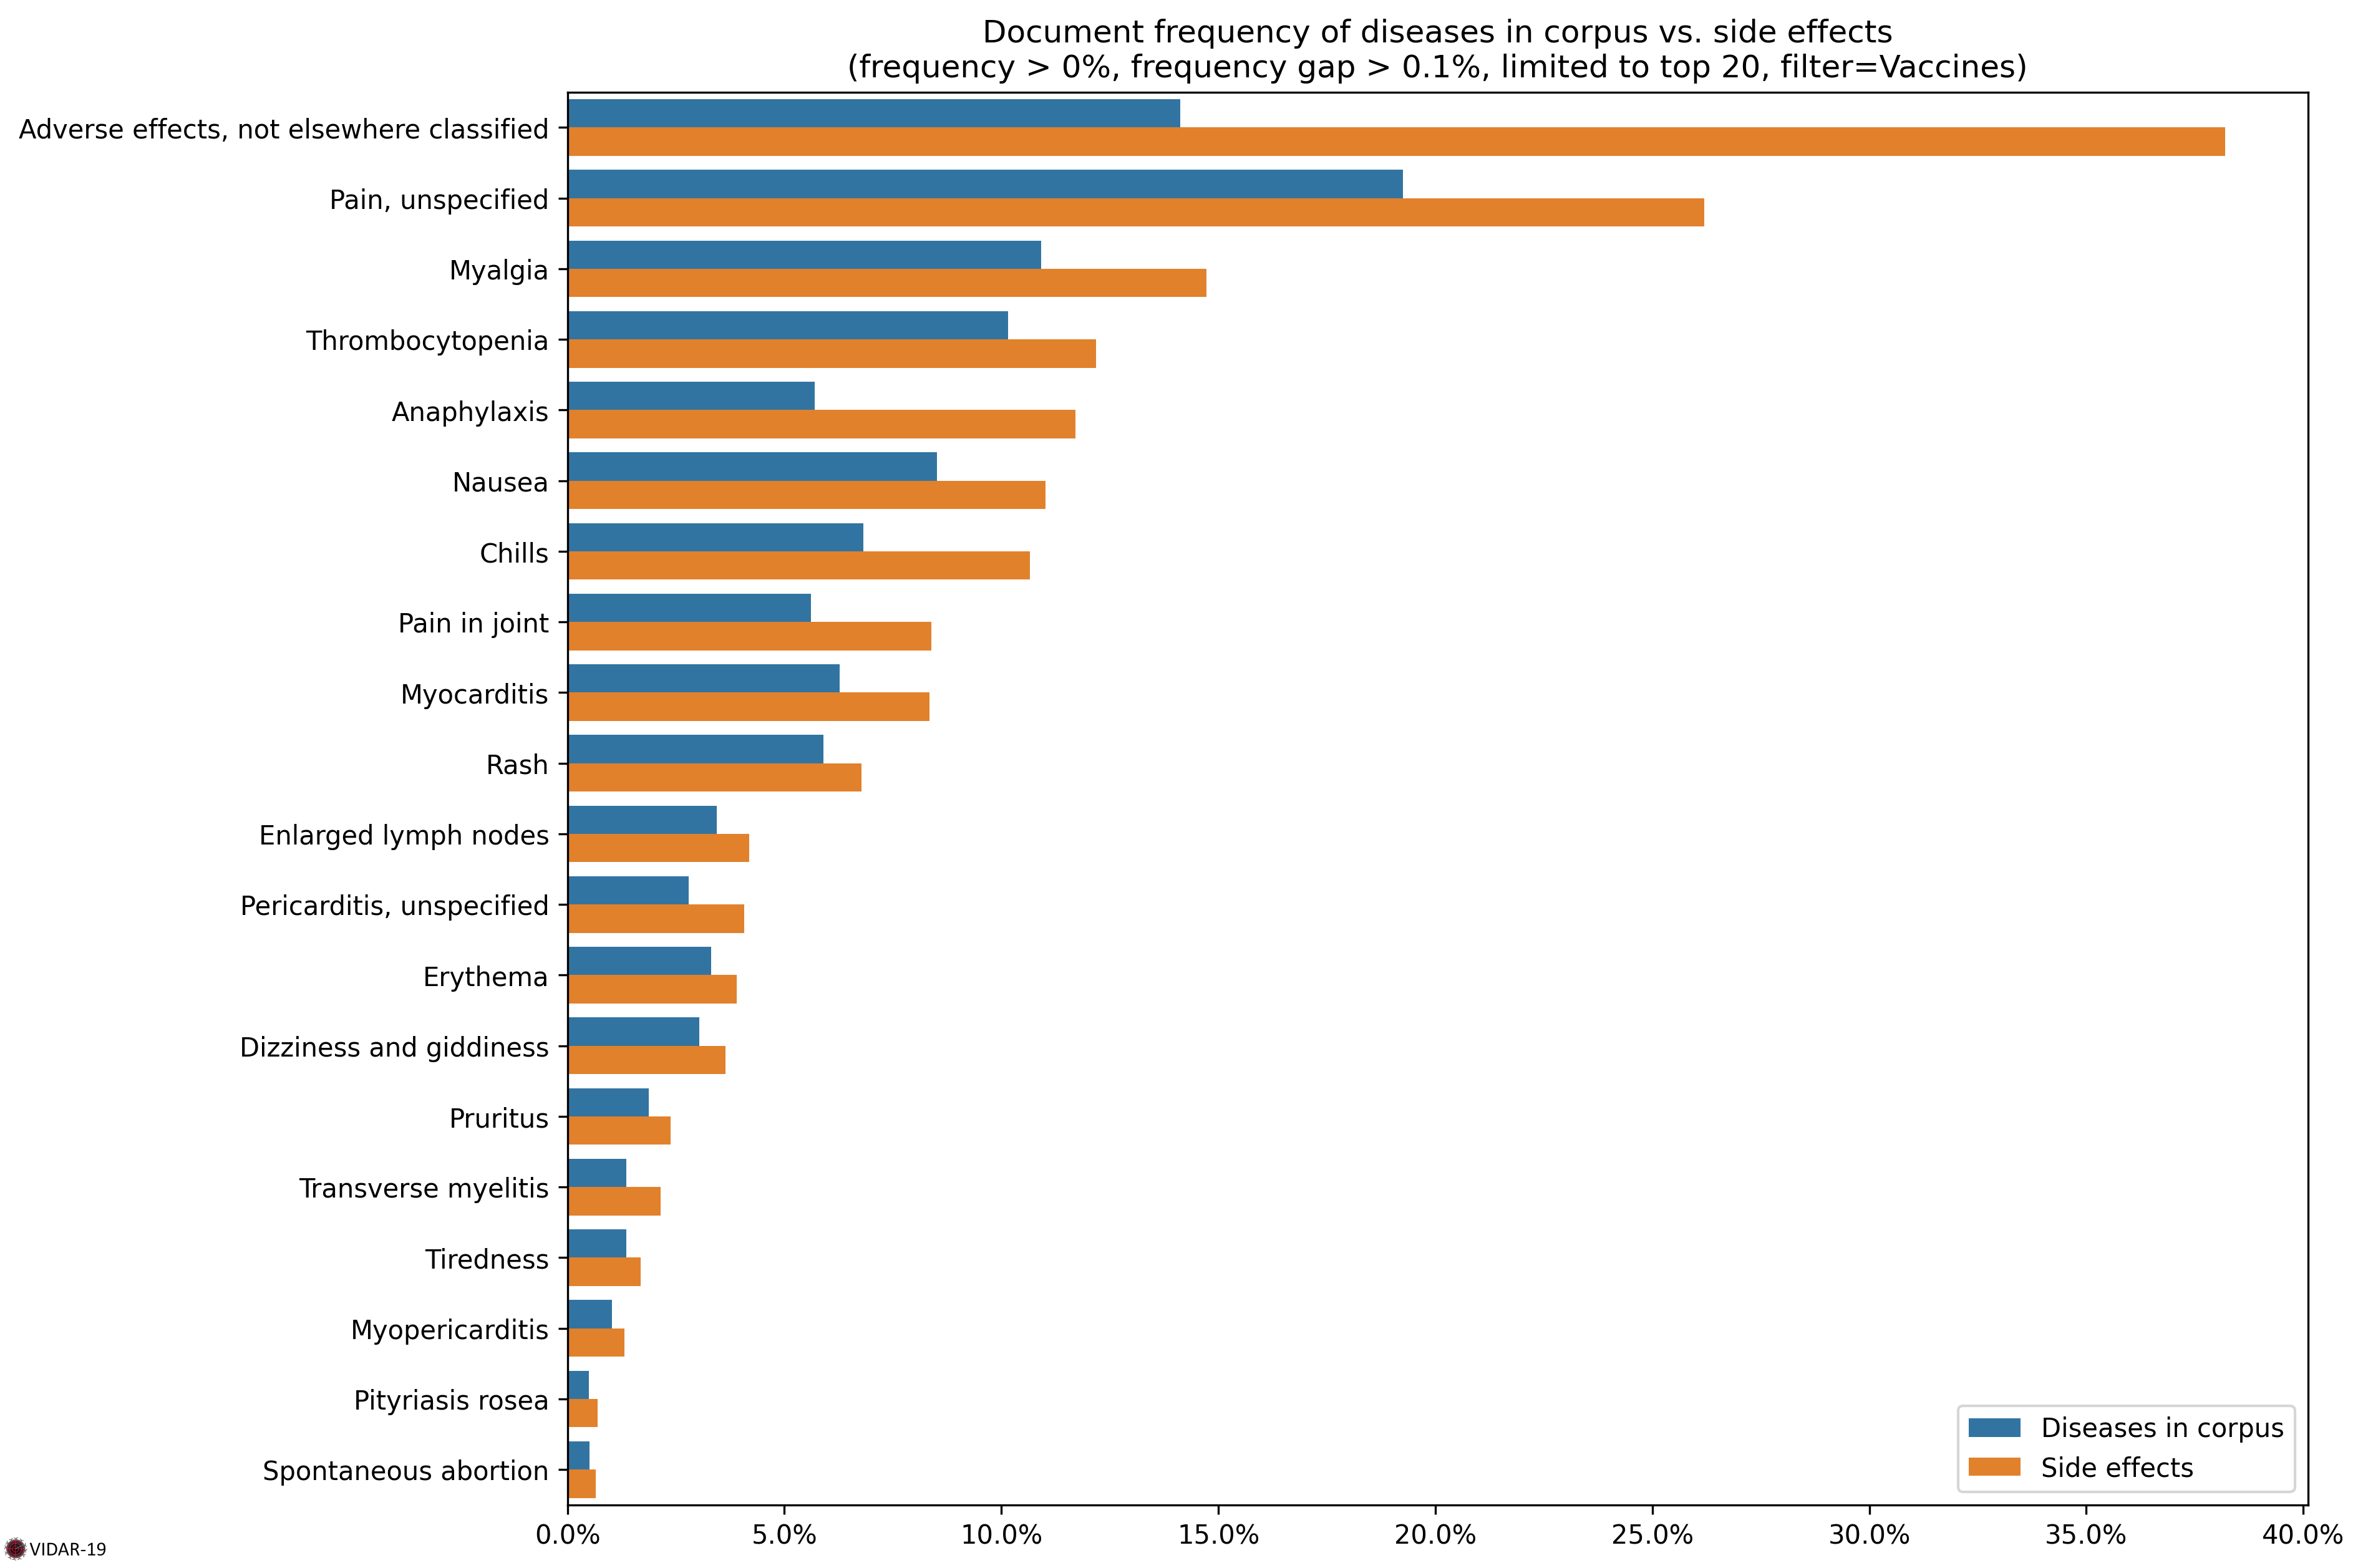 Document frequency of diseases in corpus vs. side effects
(frequency > 0%, frequency gap > 0.1%, limited to top 20, filter=Vaccines)
Adverse effects, not elsewhere classified
Pain, unspecified
Myalgia
Thrombocytopenia
Anaphylaxis
Nausea
Chills
Pain in joint
Myocarditis
Rash
Enlarged lymph nodes
Pericarditis, unspecified
Erythema
Dizziness and giddiness
Pruritus
Transverse myelitis
Tiredness
Myopericarditis
Pityriasis rosea
Spontaneous abortion
Diseases in corpus
Side effects
0.0% 5.0% 10.0% 15.0% 20.0% 25.0% 30.0% 35.0% 40.0%
VIDAR-19